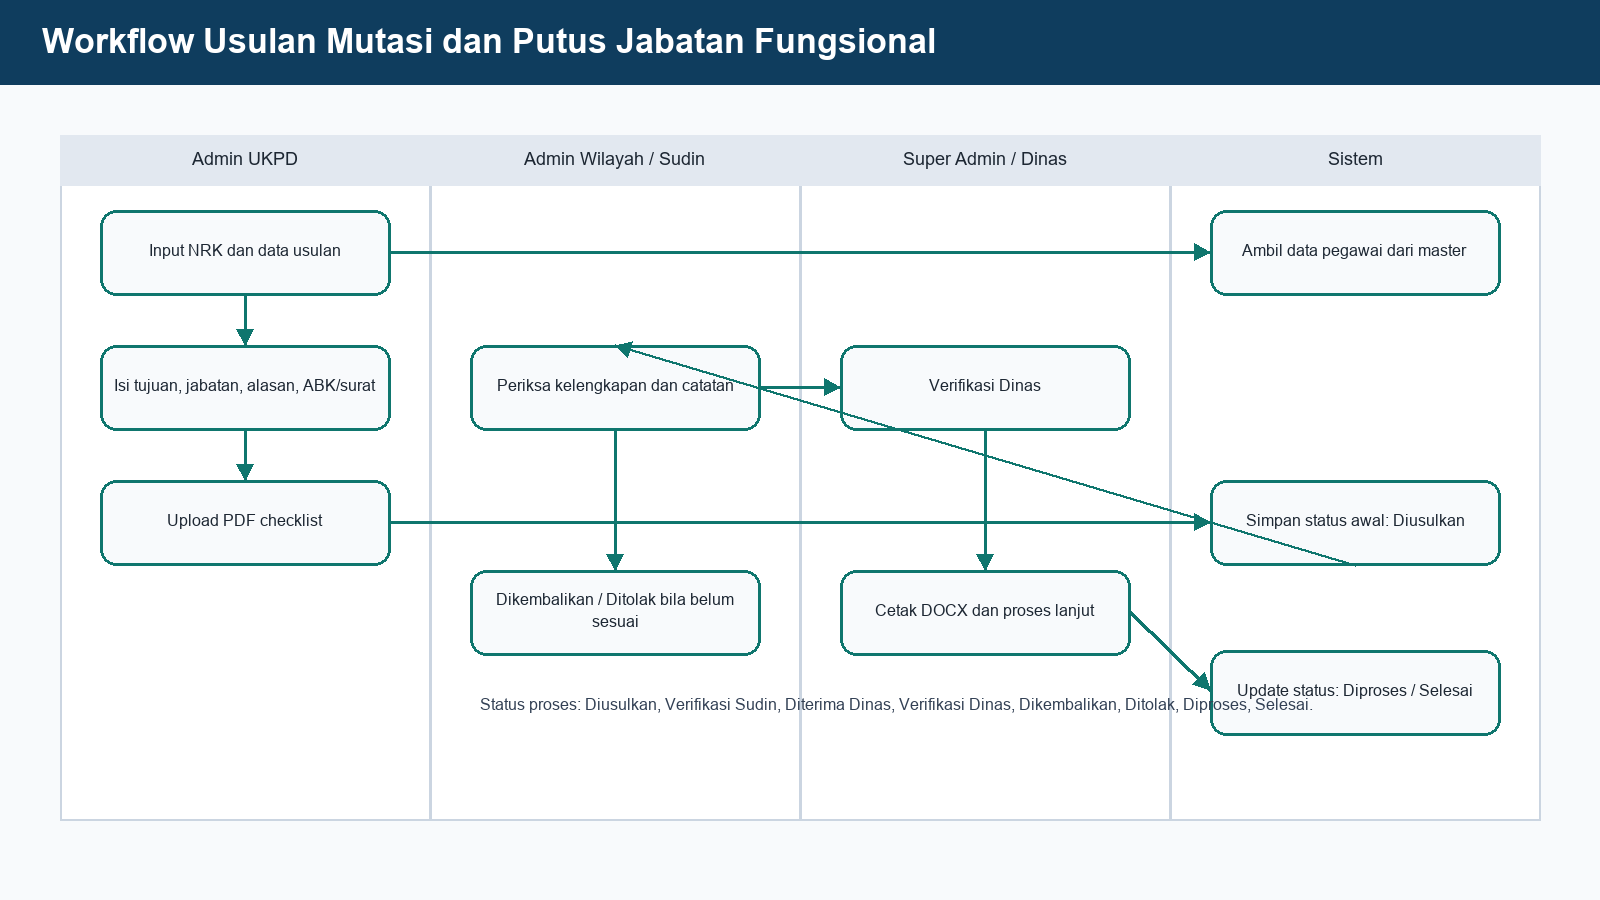 Workflow Usulan Mutasi dan Putus Jabatan Fungsional
Admin UKPD
Admin Wilayah / Sudin
Super Admin / Dinas
Sistem
Input NRK dan data usulan
Ambil data pegawai dari master
Isi tujuan, jabatan, alasan, ABK/surat
Periksa kelengkapan dan catatan
Verifikasi Dinas
Upload PDF checklist
Simpan status awal: Diusulkan
Dikembalikan / Ditolak bila belum
sesuai
Cetak DOCX dan proses lanjut
Update status: Diproses / Selesai
Status proses: Diusulkan, Verifikasi Sudin, Diterima Dinas, Verifikasi Dinas, Dikembalikan, Ditolak, Diproses, Selesai.